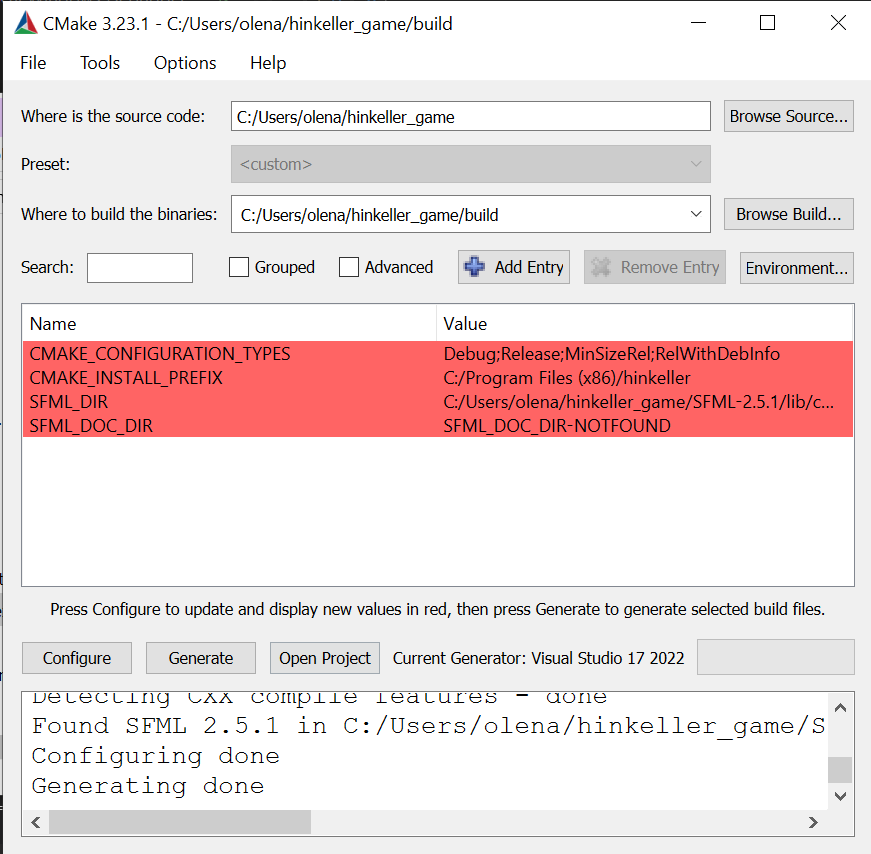 CMake 3.23.1 - C:/Users/olena/hinkeller_game/build
File Tools Options Help
Where is the source code: C:/Users/olena/hinkeller_game Browse Source...
Preset: <custom>
Where to build the binaries: C:/Users/olena/hinkeller_game/build Browse Build...
Search: Grouped Advanced Add Entry Remove Entry Environment...
Name Value
CMAKE_CONFIGURATION_TYPES Debug;Release;MinSizeRel;RelWithDebInfo
CMAKE_INSTALL_PREFIX C:/Program Files (x86)/hinkeller
SFML_DIR C:/Users/olena/hinkeller_game/SFML-2.5.1/lib/c...
SFML_DOC_DIR SFML_DOC_DIR-NOTFOUND
Press Configure to update and display new values in red, then press Generate to generate selected build files.
Configure Generate Open Project Current Generator: Visual Studio 17 2022
Detecting CXX compile features - done
Found SFML 2.5.1 in C:/Users/olena/hinkeller_game/S
Configuring done
Generating done